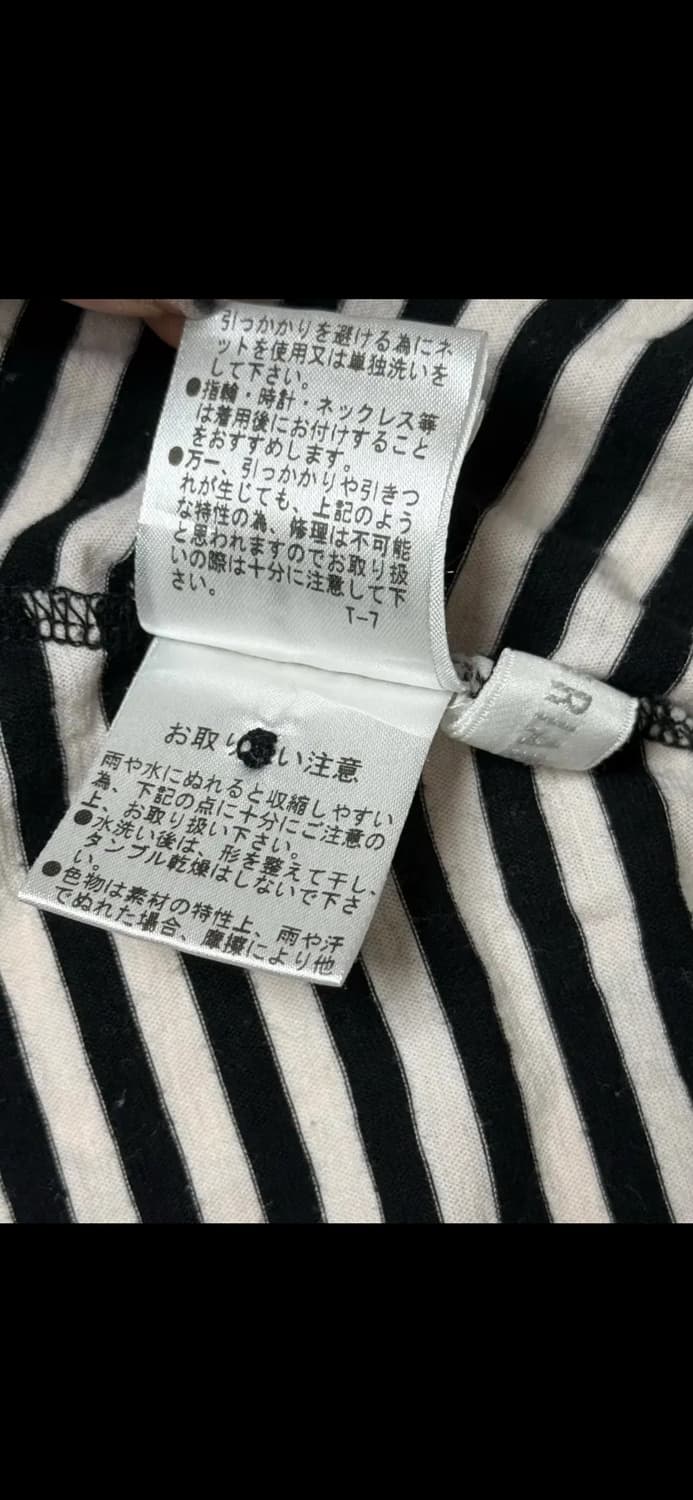 引っかかりを避ける為にネ
ットを使用又は単独洗いを
して下さい。
●指輪・時計・ネックレス等
は着用後にお付けすること
をおすすめします。
●万一、引っかかりや引きつ
れが生じても、上記のよう
な特性の為、修理は不可能
と思われますのでお取り扱
いの際は十分に注意して下
さい。
T-7
お取り い注意
雨や水にぬれると収縮しやすい
為、下記の点に十分にご注意の
上、お取り扱い下さい。
●水洗い後は、形を整えて干し、
タンブル乾燥はしないで下さ
い。
●色物は素材の特性上、雨や汗
でぬれた場合、摩擦により他